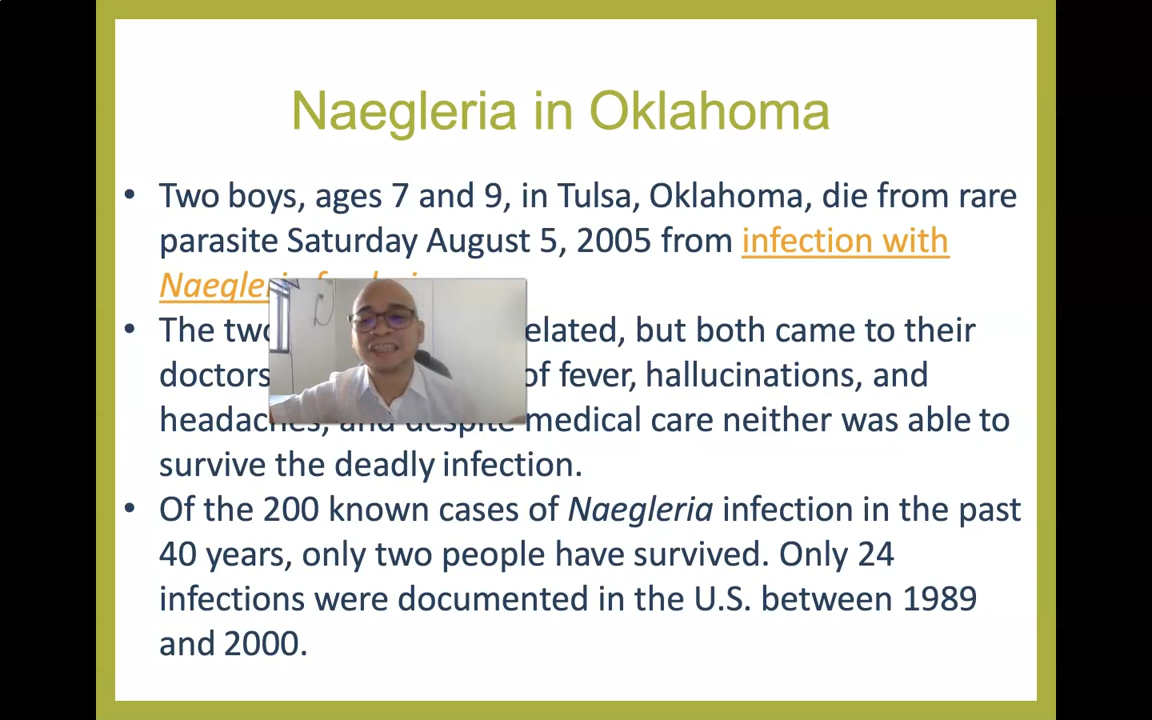 Naegleria in Oklahoma
• Two boys, ages 7 and 9, in Tulsa, Oklahoma, die from rare
parasite Saturday August 5, 2005 from infection with
• The two elated, but both came to their
doctors of fever, hallucinations, and
headaches, and despite medical care neither was able to
survive the deadly infection.
• Of the 200 known cases of Naegleria infection in the past
40 years, only two people have survived. Only 24
infections were documented in the U.S. between 1989
and 2000.